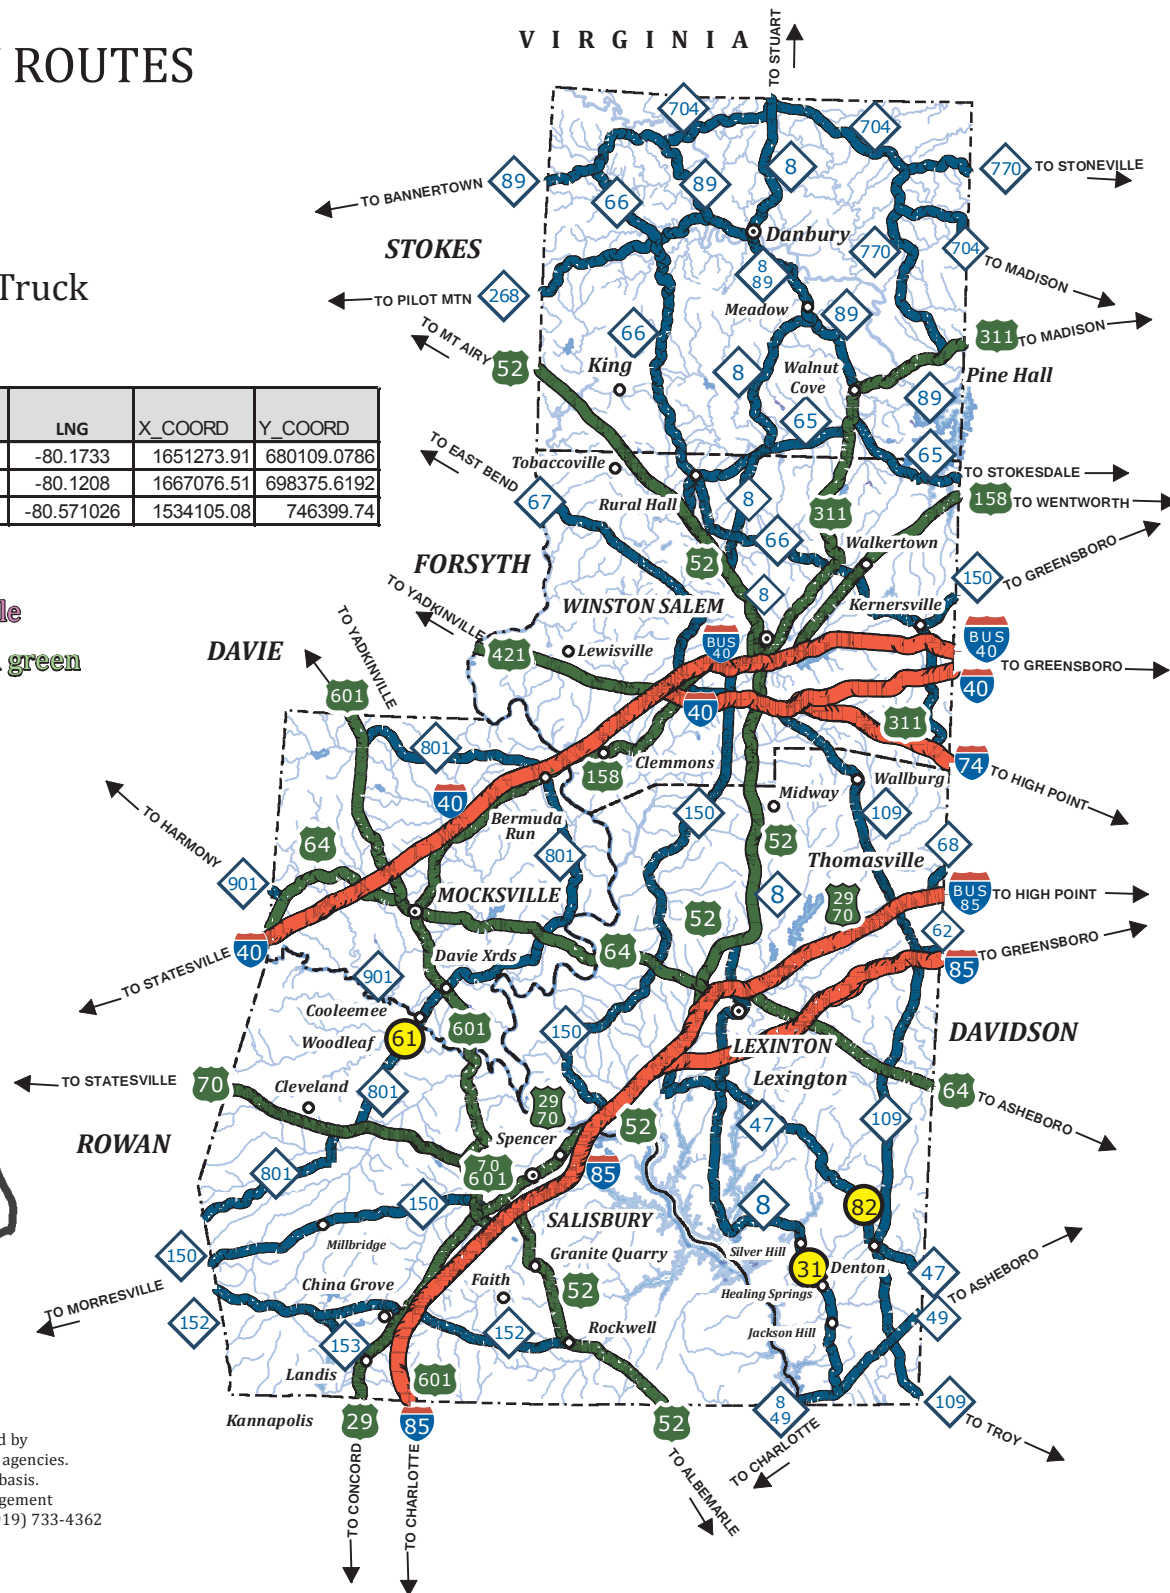 ROUTES
V I R G I N I A
TO STUART
704
704
8
89
TO BANNERTOWN
89
66
770
TO STONEVILLE
STOKES
Danbury
770
704
TO MADISON
8
89
268
TO PILOT MTN
Truck
Meadow
89
66
TO MT AIRY
311
TO MADISON
52
King
8
Walnut
Cove
Pine Hall
89
65
LNG X_COORD Y_COORD
-80.1733 1651273.91 680109.0786
-80.1208 1667076.51 698375.6192
-80.571026 1534105.08 746399.74
TO EAST BEND
65
Tobaccoville
TO STOKESDALE
67
Rural Hall
8
311
158
TO WENTWORTH
66
Walkertown
FORSYTH
52
TO GREENSBORO
150
8
WINSTON SALEM
Kernersville
TO YADKINVILLE
421
Lewisville
BUS
40
BUS
40
TO GREENSBORO
40
40
green
DAVIE
TO YADKINVILLE
601
311
801
158
Clemmons
74
TO HIGH POINT
Wallburg
Midway
109
150
40
Bermuda
Run
52
TO HARMONY
64
801
Thomasville
68
901
MOCKSVILLE
8
29
70
BUS
85
TO HIGH POINT
52
62
40
TO STATESVILLE
64
Davie Xrds
85
TO GREENSBORO
901
Cooleemee
Woodleaf
61
601
150
LEXINTON
Lexington
DAVIDSON
TO STATESVILLE
70
Cleveland
801
29
70
52
47
109
64
TO ASHEBORO
ROWAN
Spencer
70
601
85
801
150
8
82
SALISBURY
Millbridge
Granite Quarry
Silver Hill
31
Denton
Healing Springs
47
TO ASHEBORO
49
150
TO MORRESVILLE
China Grove
Faith
52
152
153
152
Rockwell
Jackson Hill
Landis
601
Kannapolis
29
85
52
8
49
109
TO TROY
TO CHARLOTTE
TO ALBEMARLE
TO CONCORD
TO CHARLOTTE
agencies.
basis.
733-4362